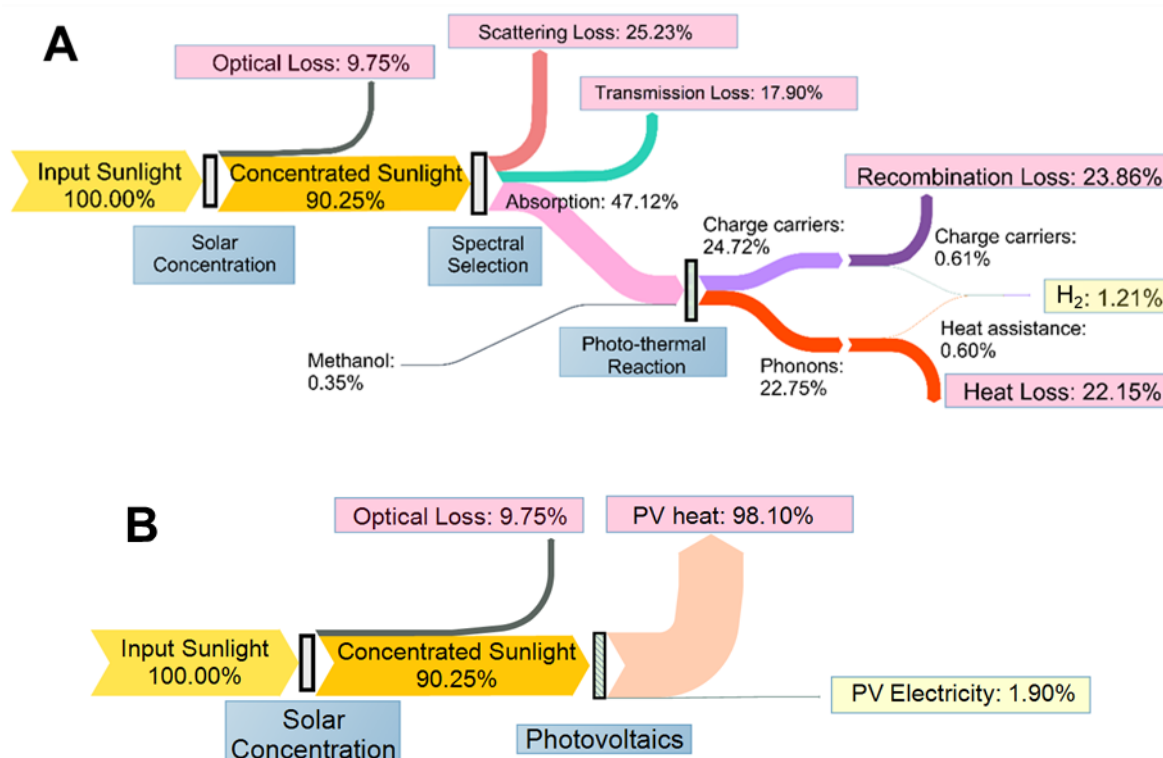 A
Optical Loss: 9.75%
Scattering Loss: 25.23%
Transmission Loss: 17.90%
Input Sunlight
100.00%
Concentrated Sunlight
90.25%
Absorption: 47.12%
Solar
Concentration
Spectral
Selection
Recombination Loss: 23.86%
Charge carriers:
24.72%
Charge carriers:
0.61%
H₂: 1.21%
Methanol:
0.35%
Photo-thermal
Reaction
Phonons:
22.75%
Heat assistance:
0.60%
Heat Loss: 22.15%
B
Optical Loss: 9.75%
PV heat: 98.10%
Input Sunlight
100.00%
Concentrated Sunlight
90.25%
PV Electricity: 1.90%
Solar
Concentration
Photovoltaics